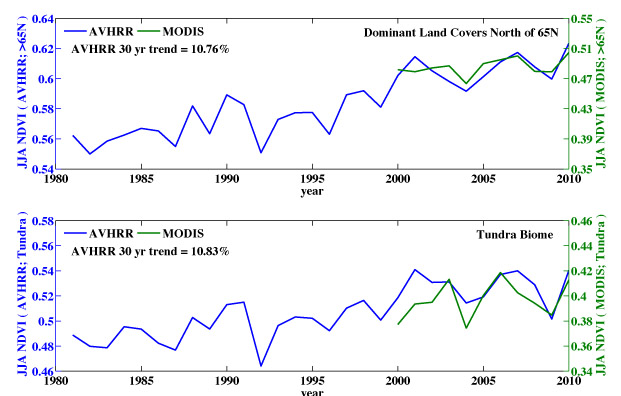 AVHRR MODIS
AVHRR 30 yr trend = 10.76%
Dominant Land Covers North of 65N
JJA NDVI ( AVHRR; >65N)
0.64
0.62
0.6
0.58
0.56
0.54
JJA NDVI ( MODIS; >65N)
0.55
0.51
0.47
0.43
0.39
0.35
1980 1985 1990 1995 2000 2005 2010
year
AVHRR MODIS
AVHRR 30 yr trend = 10.83%
Tundra Biome
JJA NDVI ( AVHRR; Tundra )
0.58
0.56
0.54
0.52
0.5
0.48
0.46
JJA NDVI ( MODIS; Tundra )
0.46
0.44
0.42
0.4
0.38
0.36
0.34
1980 1985 1990 1995 2000 2005 2010
year